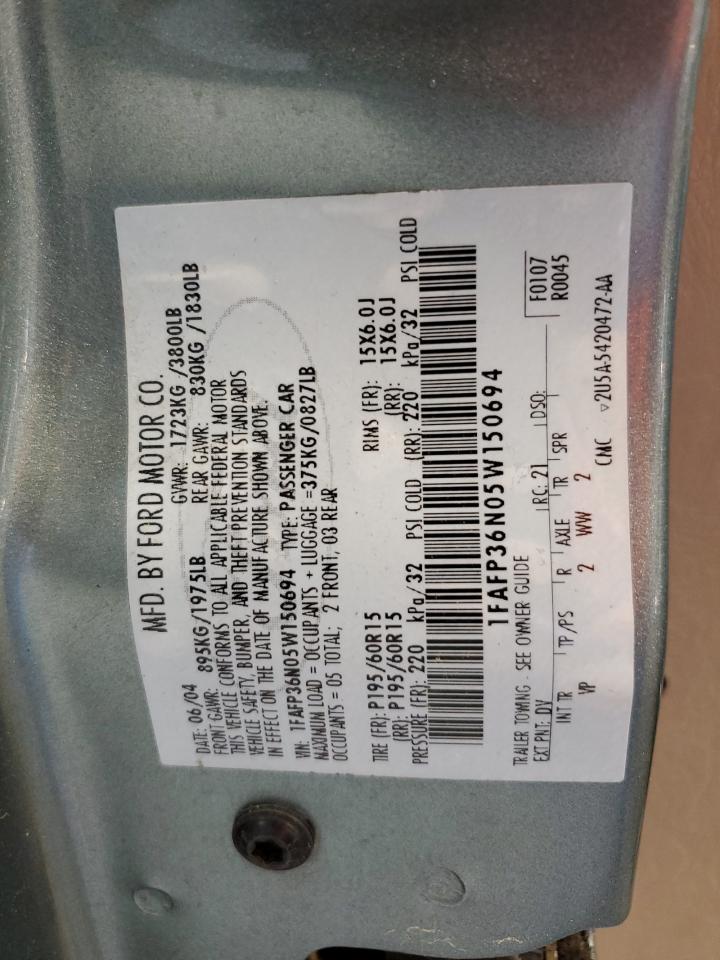 MFD. BY FORD MOTOR CO.
DATE: 06/04 GVWR: 1723KG /3800LB
FRONT GAWR: 895KG/1975LB REAR GAWR: 830KG /1830LB
THIS VEHICLE CONFORMS TO ALL APPLICABLE FEDERAL MOTOR
VEHICLE SAFETY, BUMPER, AND THEFT PREVENTION STANDARDS
IN EFFECT ON THE DATE OF MANUFACTURE SHOWN ABOVE.
VIN: 1FAFP36N05W150694 TYPE: PASSENGER CAR
MAXIMUM LOAD = OCCUPANTS + LUGGAGE =375KG/0827LB
OCCUPANTS = 05 TOTAL; 2 FRONT, 03 REAR
TIRE (FR): P195/60R15 RIMS (FR): 15X6.0J
(RR): P195/60R15 (RR): 15X6.0J
PRESSURE (FR): 220 kPa/32 PSI COLD (RR): 220 kPa/32 PSI COLD
1FAFP36N05W150694
TRAILER TOWING - SEE OWNER GUIDE F0107
EXT PNT: DV RC: 21 DSO: R0045
INT TR TP/PS R AXLE TR SPR
VP 2 WW 2
CMC ▿2U5A-5420472-AA